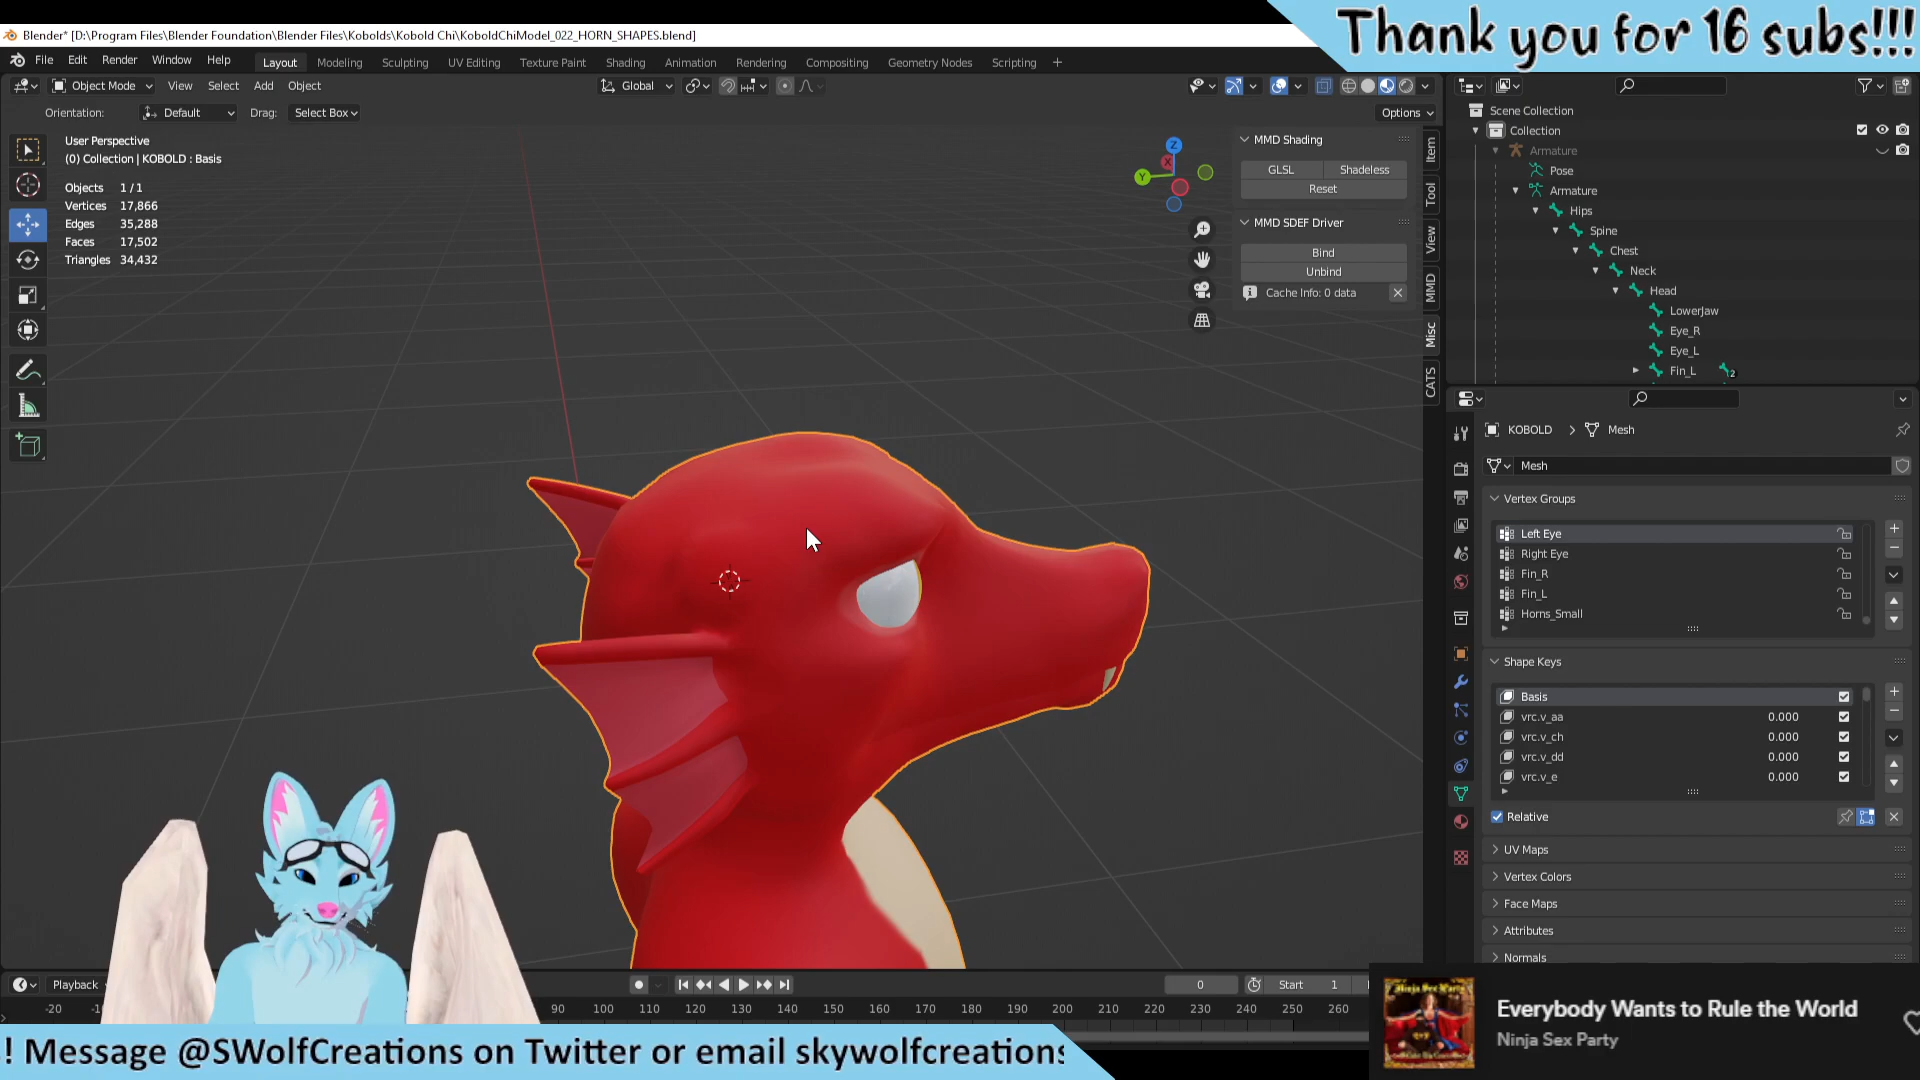 Blender* [D:\Program Files\Blender Foundation\Blender Files\Kobolds\Kobold Chi\KoboldChiModel_022_HORN_SHAPES.blend]
Thank you for 16 subs!!!
File Edit Render Window Help Layout Modeling Sculpting UV Editing Texture Paint Shading Animation Rendering Compositing Geometry Nodes Scripting +
Object Mode View Select Add Object Global
Orientation: Default Drag: Select Box Options
User Perspective
(0) Collection | KOBOLD : Basis
Objects 1 / 1
Vertices 17,866
Edges 35,288
Faces 17,502
Triangles 34,432
Z
X
Y
MMD Shading
GLSL Shadeless
Reset
MMD SDEF Driver
Bind
Unbind
Cache Info: 0 data
Item
Tool
View
MMD
Misc
CATS
Scene Collection
Collection
Armature
Pose
Armature
Hips
Spine
Chest
Neck
Head
LowerJaw
Eye_R
Eye_L
Fin_L 2
KOBOLD > Mesh
Mesh
Vertex Groups
Left Eye
Right Eye
Fin_R
Fin_L
Horns_Small
Shape Keys
Basis
vrc.v_aa 0.000
vrc.v_ch 0.000
vrc.v_dd 0.000
vrc.v_e 0.000
Relative
UV Maps
Vertex Colors
Face Maps
Attributes
Normals
Playback 0 Start 1
-20 90 100 110 120 130 140 150 160 170 180 190 200 210 220 230 240 250 260
! Message @SWolfCreations on Twitter or email skywolfcreations
Ninja Sex Party
Everybody Wants to Rule the World
Ninja Sex Party